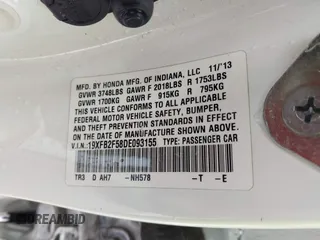 MFD. BY HONDA MFG. OF INDIANA, LLC 11/'13
GVWR 3748LBS GAWR F 2018LBS R 1753LBS
GVWR 1700KG GAWR F 915KG R 795KG
THIS VEHICLE CONFORMS TO ALL APPLICABLE
FEDERAL MOTOR VEHICLE SAFETY, BUMPER,
AND THEFT PREVENTION STANDARDS IN EFFECT
ON THE DATE OF MANUFACTURE SHOWN ABOVE.
V.I.N.: 19XFB2F58DE093155 TYPE: PASSENGER CAR
TR3 D AH7 -NH578 -T -E
CLEARBID